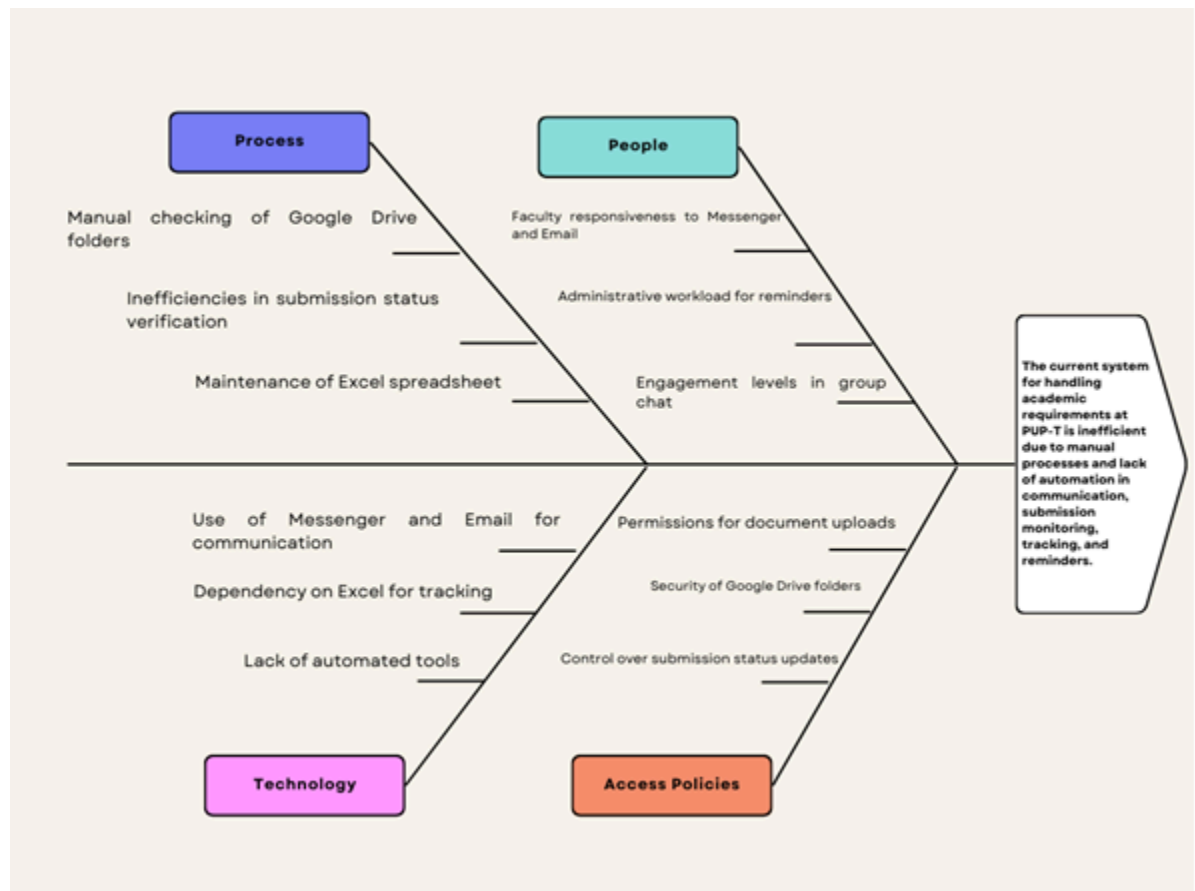 Process
People
Manual checking of Google Drive
folders
Faculty responsiveness to Messenger
and Email
Inefficiencies in submission status
verification
Administrative workload for reminders
Maintenance of Excel spreadsheet
Engagement levels in group
chat
The current system
for handling
academic
requirements at
PUP-T is inefficient
due to manual
processes and lack
of automation in
communication,
submission
monitoring,
tracking, and
reminders.
Use of Messenger and Email for
communication
Permissions for document uploads
Dependency on Excel for tracking
Security of Google Drive folders
Lack of automated tools
Control over submission status updates
Technology
Access Policies